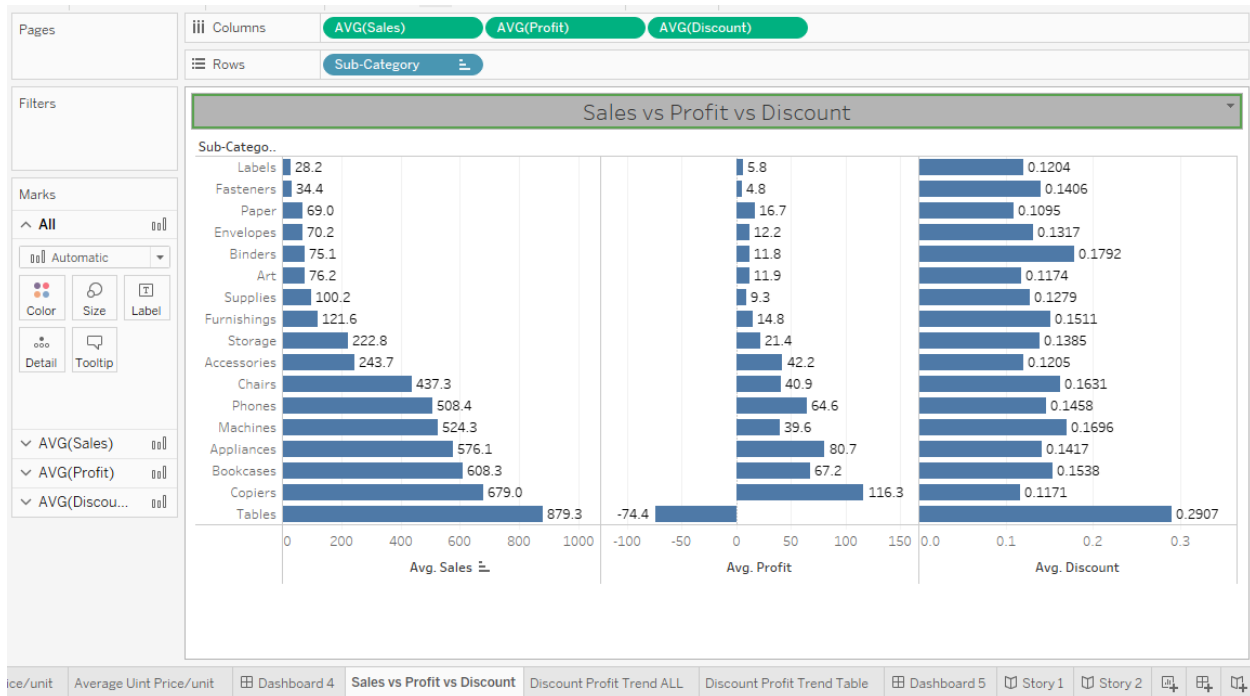 Pages
iii Columns AVG(Sales) AVG(Profit) AVG(Discount)
Rows Sub-Category
Filters
Sales vs Profit vs Discount
Sub-Catego..
Labels 28.2 5.8 0.1204
Fasteners 34.4 4.8 0.1406
Paper 69.0 16.7 0.1095
Envelopes 70.2 12.2 0.1317
Binders 75.1 11.8 0.1792
Art 76.2 11.9 0.1174
Supplies 100.2 9.3 0.1279
Furnishings 121.6 14.8 0.1511
Storage 222.8 21.4 0.1385
Accessories 243.7 42.2 0.1205
Chairs 437.3 40.9 0.1631
Phones 508.4 64.6 0.1458
Machines 524.3 39.6 0.1696
Appliances 576.1 80.7 0.1417
Bookcases 608.3 67.2 0.1538
Copiers 679.0 116.3 0.1171
Tables 879.3 -74.4 0.2907
0 200 400 600 800 1000 -100 -50 0 50 100 150 0.0 0.1 0.2 0.3
Avg. Sales Avg. Profit Avg. Discount
Marks
All
Automatic
Color Size Label
T
Detail Tooltip
AVG(Sales)
AVG(Profit)
AVG(Discou...
ice/unit Average Uint Price/unit Dashboard 4 Sales vs Profit vs Discount Discount Profit Trend ALL Discount Profit Trend Table Dashboard 5 Story 1 Story 2